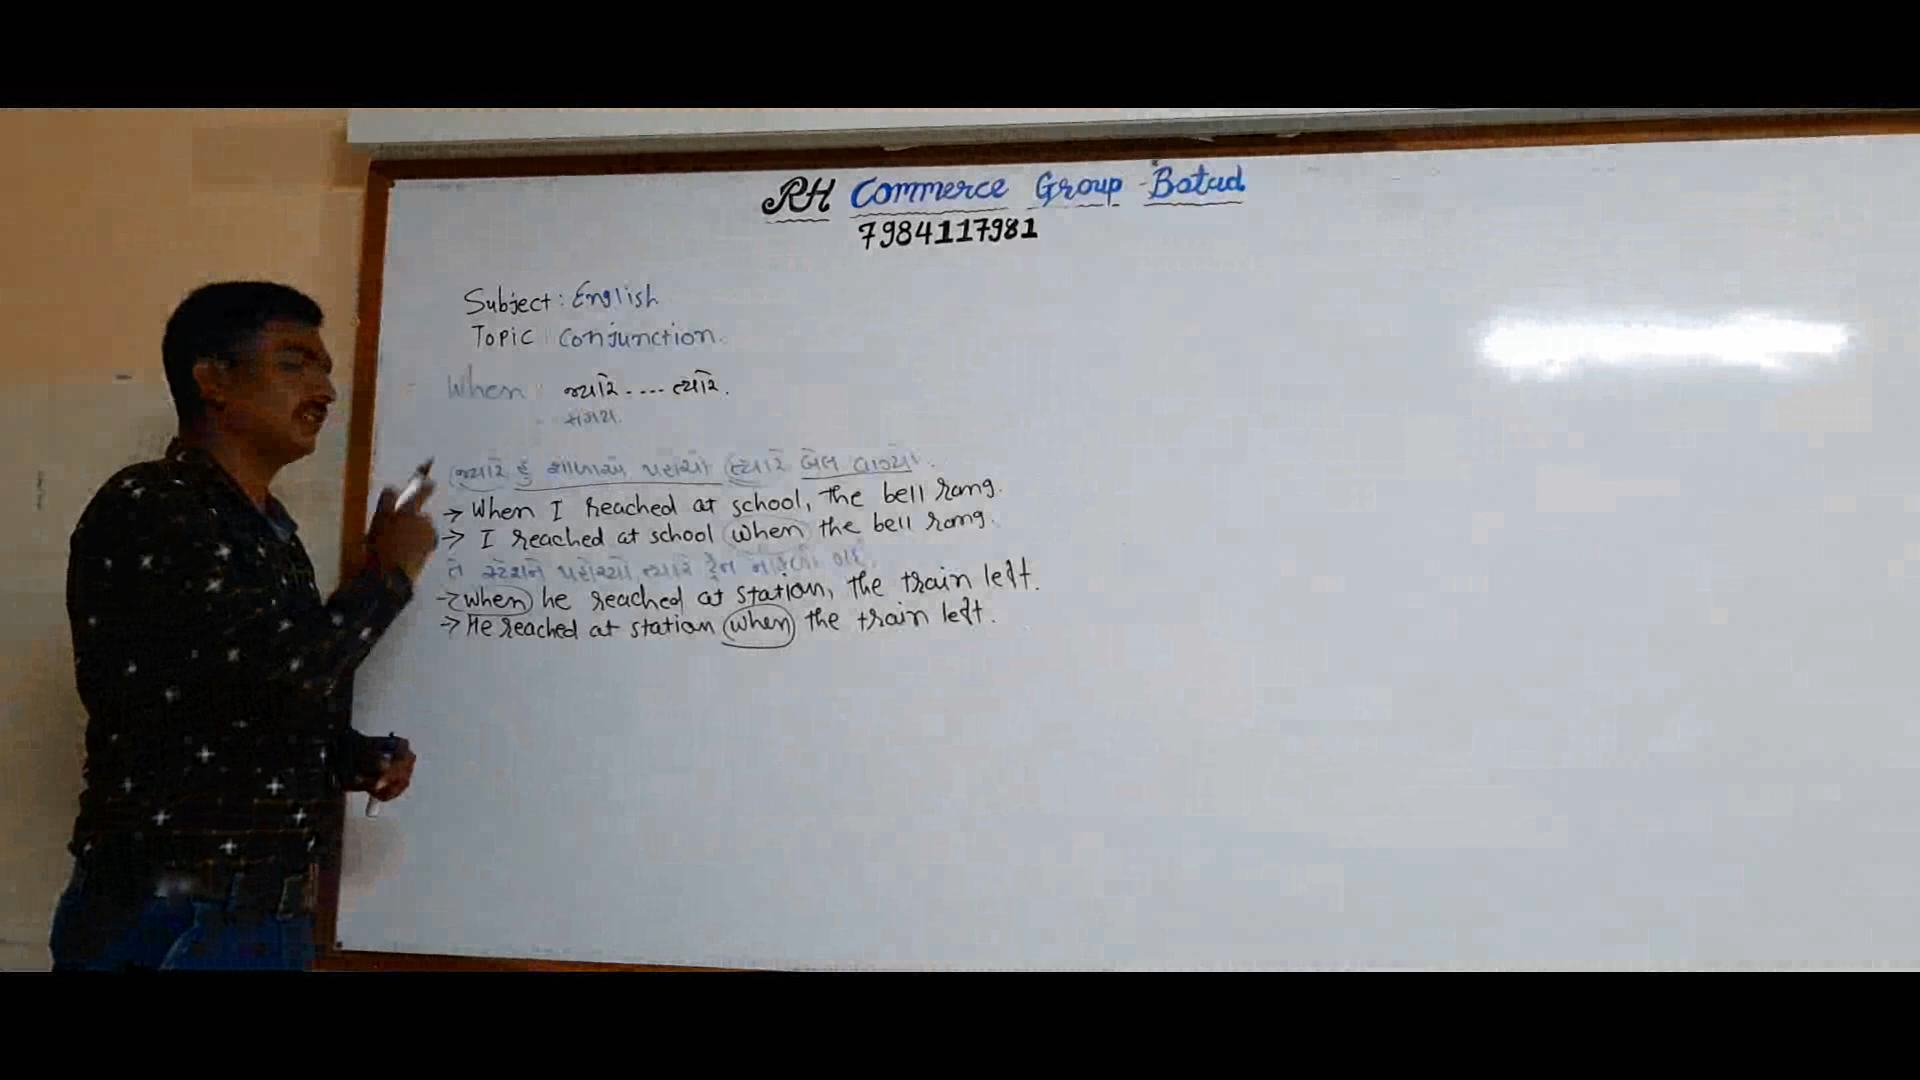 RH Commerce Group - Botad
7984117981
Subject : English
Topic : Conjunction.
When : જ્યારે .... ત્યારે.
સમય.
જ્યારે હું શાળાએ પહોંચ્યો ત્યારે બેલ વાગ્યો.
→ When I reached at school, the bell rang.
→ I reached at school when the bell rang.
તે સ્ટેશને પહોંચ્યો ત્યારે ટ્રેન નીકળી ગઈ.
→ when he reached at station, the train left.
→ He reached at station when the train left.